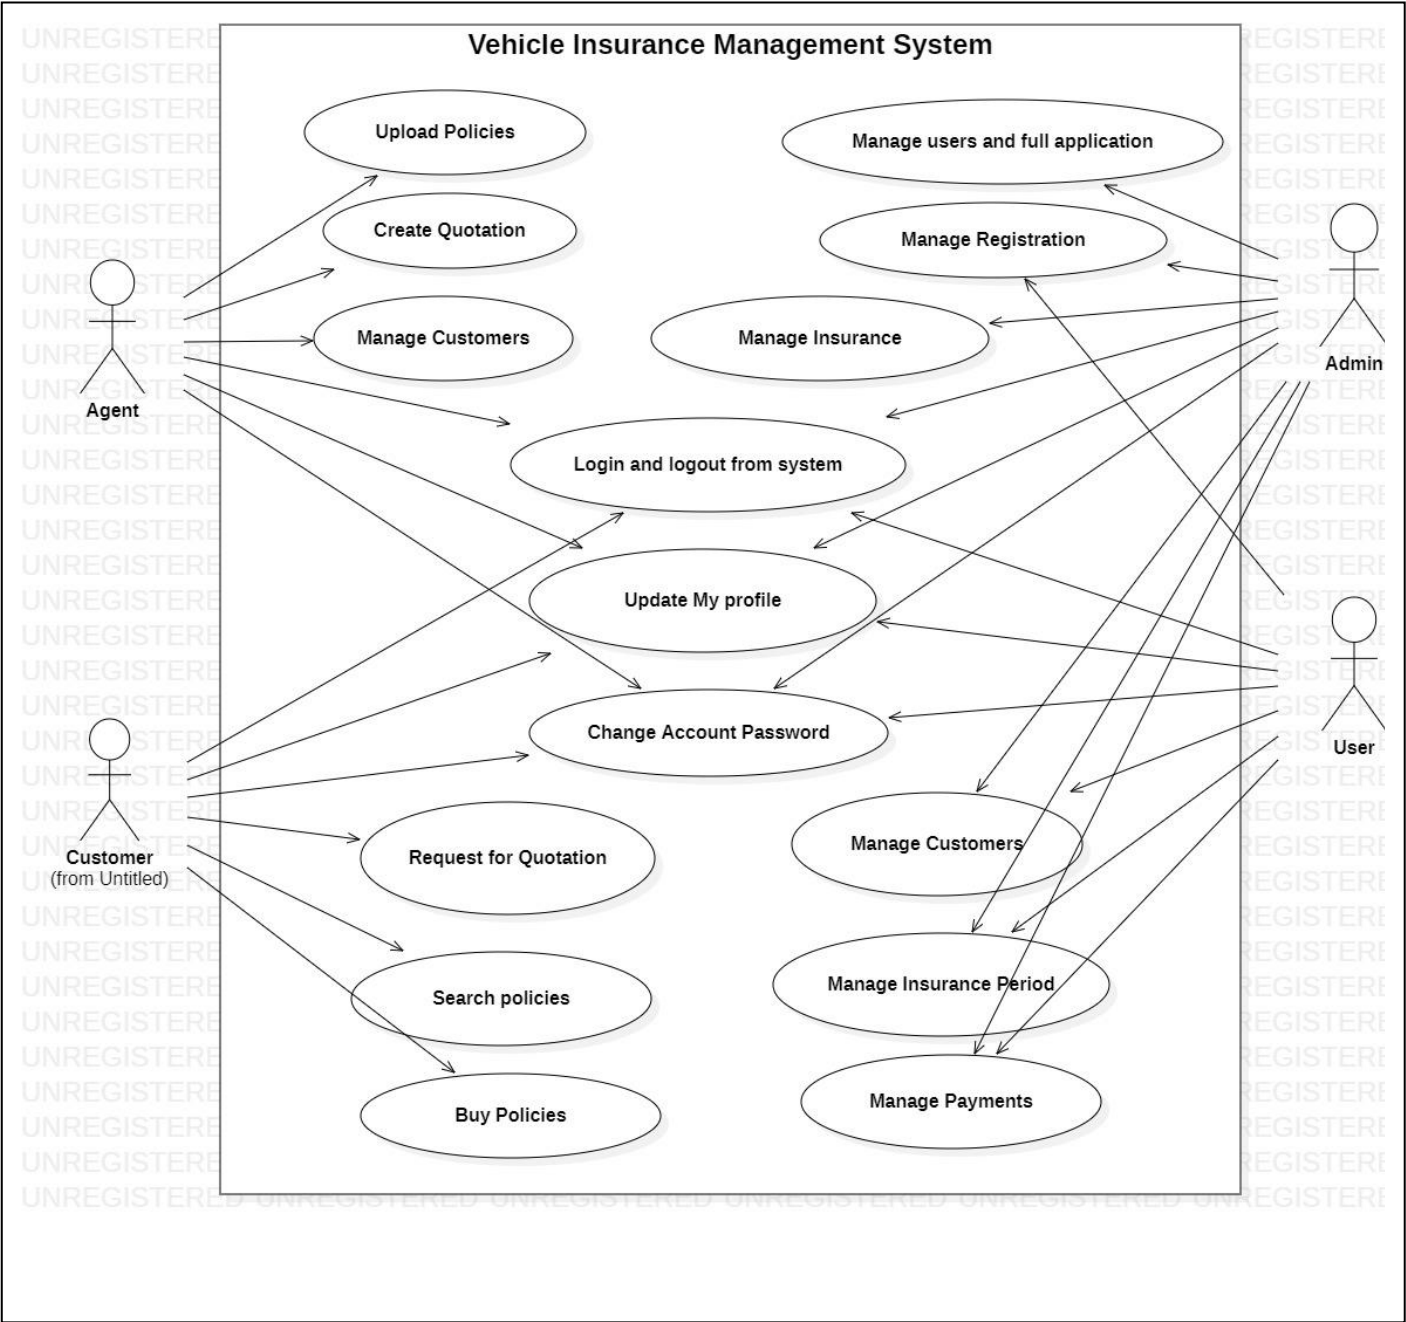 Vehicle Insurance Management System
Upload Policies
Manage users and full application
Create Quotation
Manage Registration
Manage Customers
Manage Insurance
Agent
Admin
Login and logout from system
Update My profile
Change Account Password
User
Customer
(from Untitled)
Request for Quotation
Manage Customers
Search policies
Manage Insurance Period
Buy Policies
Manage Payments
UNREGISTERED UNREGISTERED UNREGISTERED UNREGISTERED UNREGISTERED